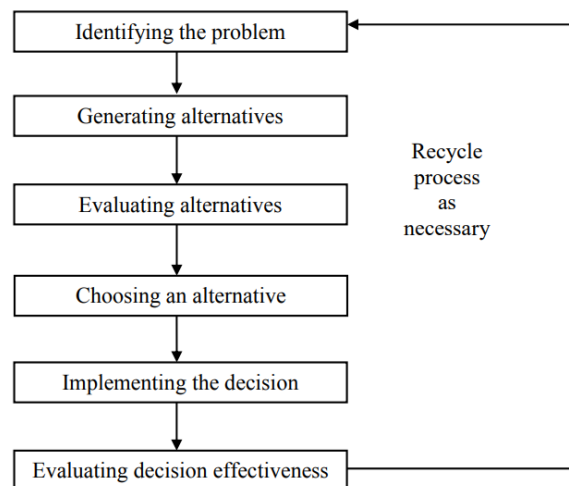 Identifying the problem
Generating alternatives
Evaluating alternatives
Recycle
process
as
necessary
Choosing an alternative
Implementing the decision
Evaluating decision effectiveness